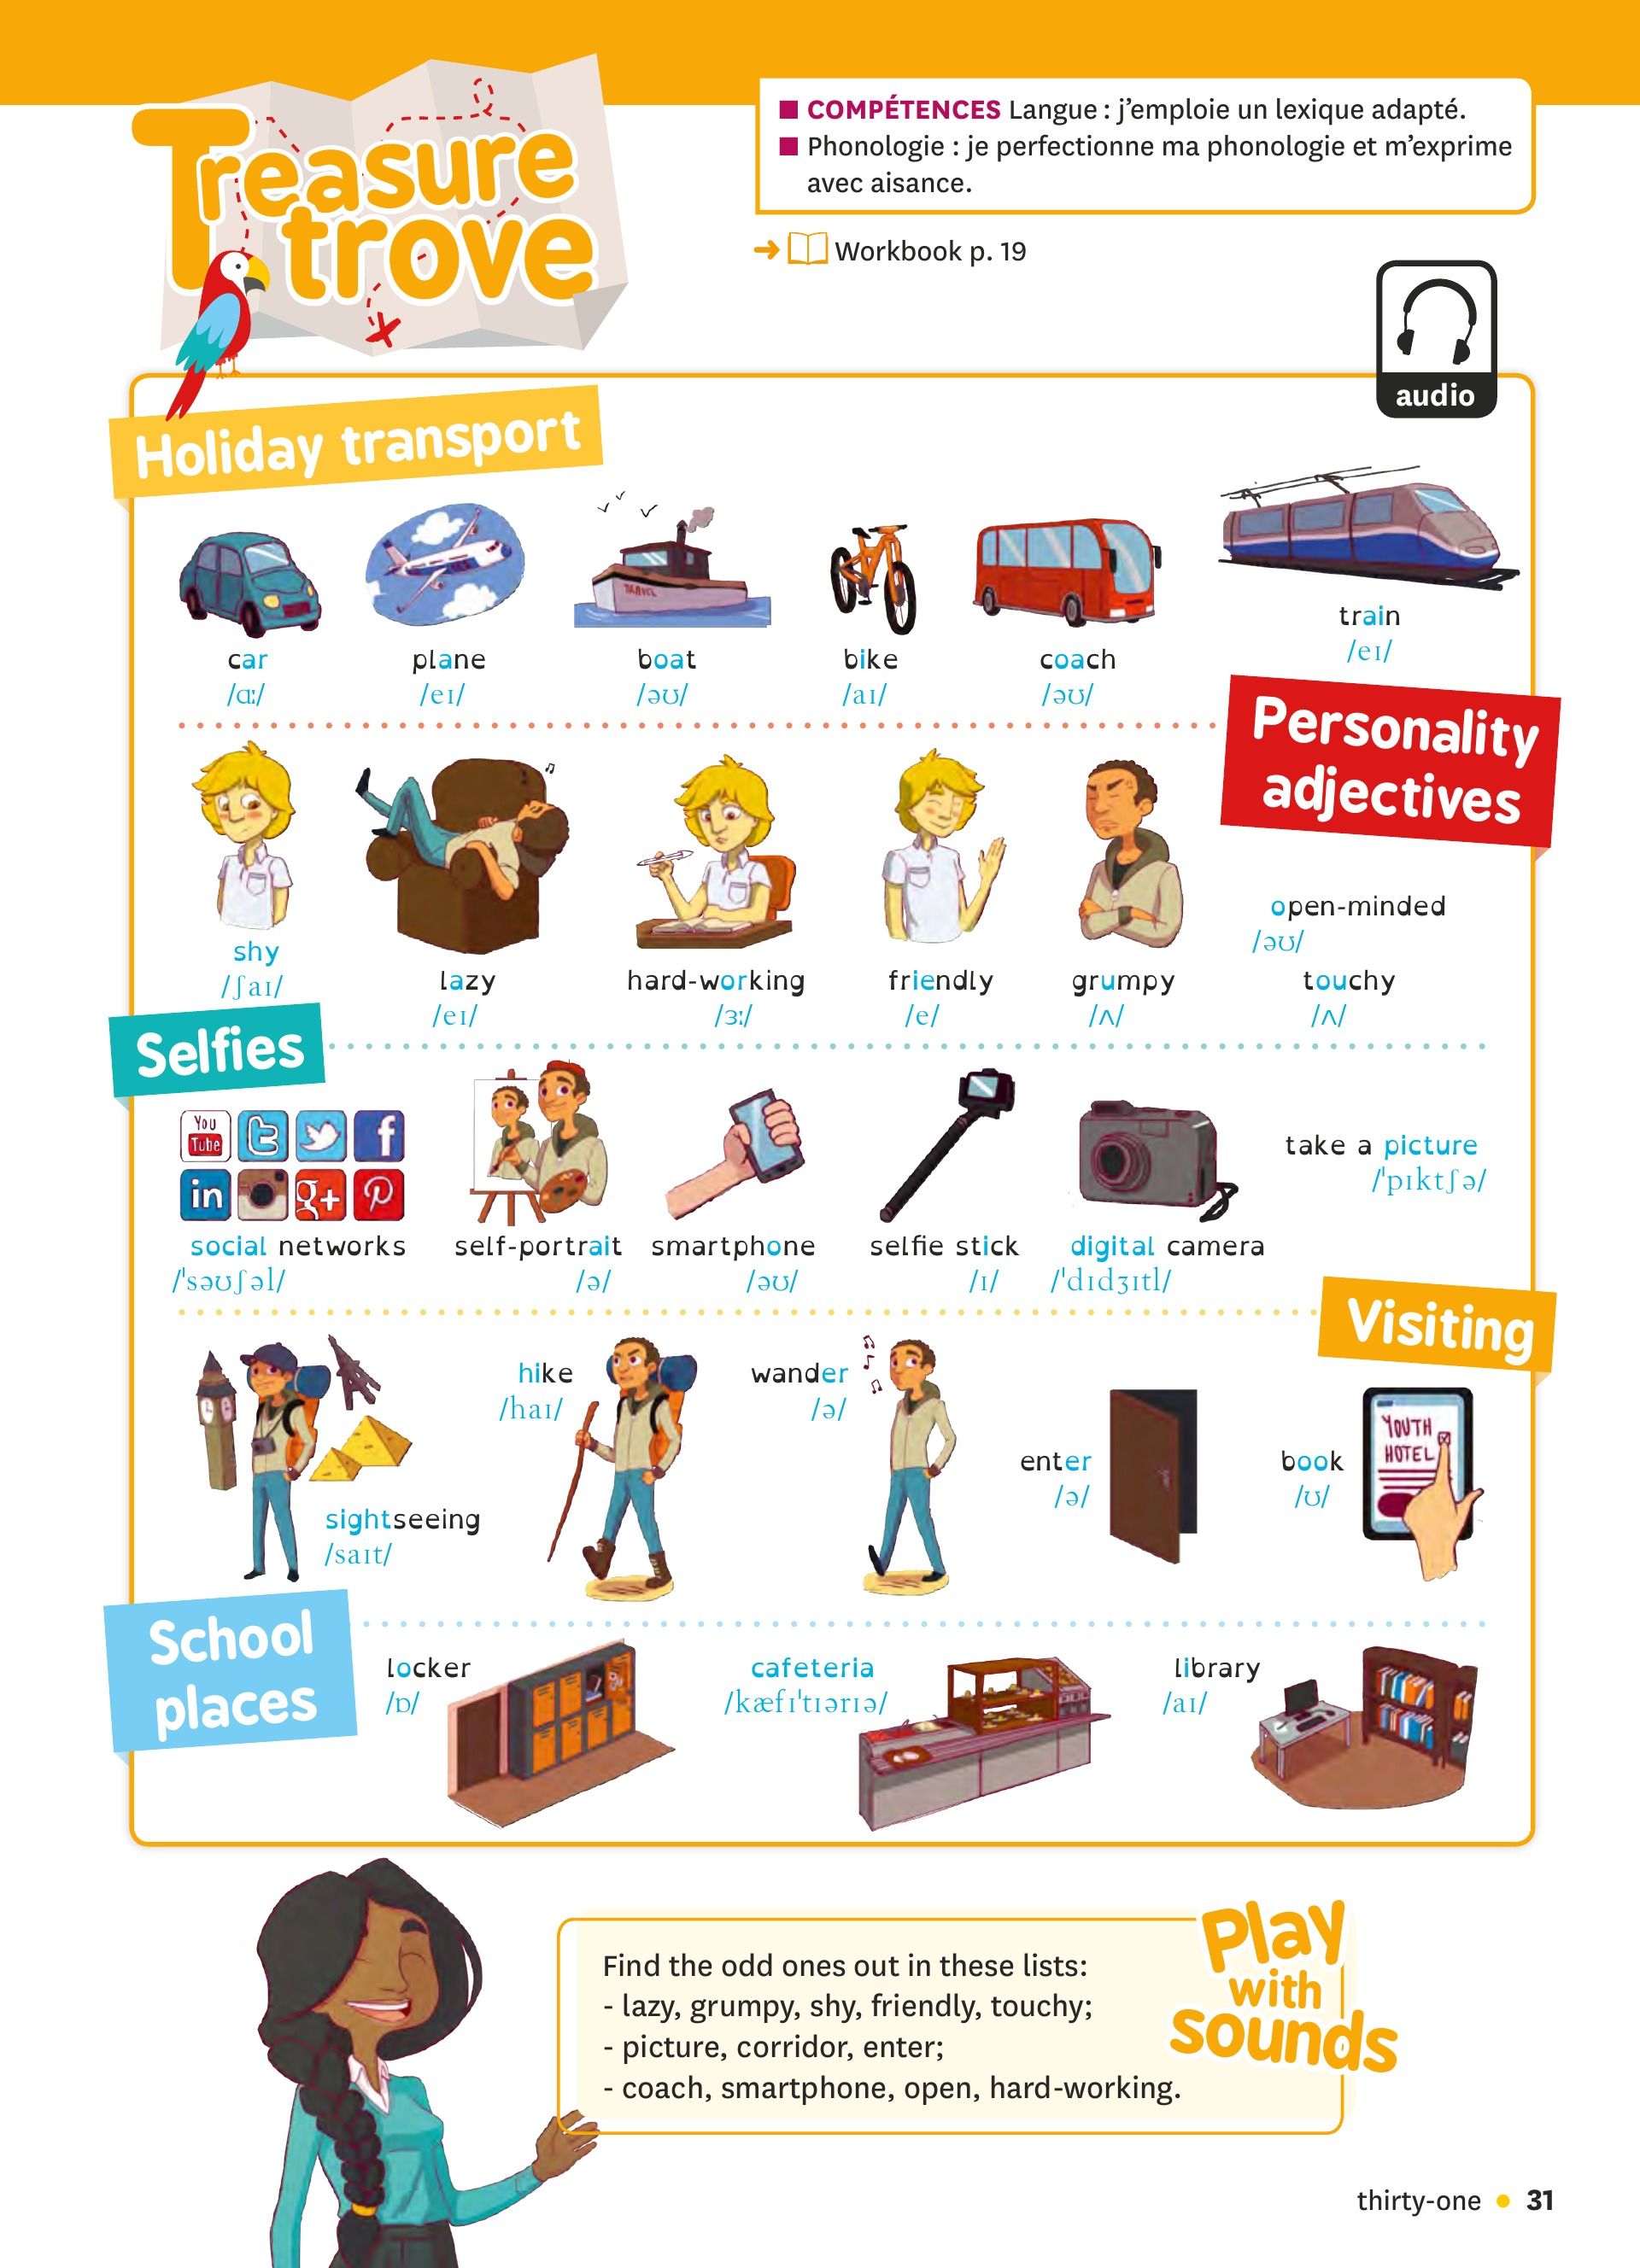 Treasure
trove
■ COMPÉTENCES Langue : j’emploie un lexique adapté.
■ Phonologie : je perfectionne ma phonologie et m’exprime
avec aisance.
➔ Workbook p. 19
audio
Holiday transport
TRAVEL
car
/ɑː/
plane
/eɪ/
boat
/əʊ/
bike
/aɪ/
coach
/əʊ/
train
/eɪ/
Personality
adjectives
shy
/ʃaɪ/
lazy
/eɪ/
hard-working
/ɜː/
friendly
/e/
grumpy
/ʌ/
open-minded
/əʊ/
touchy
/ʌ/
Selfies
You
Tube
t
f
in
g+
P
social networks
/ˈsəʊʃəl/
self-portrait
/ə/
smartphone
/əʊ/
selfie stick
/ɪ/
digital camera
/ˈdɪdʒɪtl/
take a picture
/ˈpɪktʃə/
Visiting
sightseeing
/saɪt/
hike
/haɪ/
wander
/ə/
enter
/ə/
book
/ʊ/
YOUTH
HOTEL
School
places
locker
/ɒ/
cafeteria
/kæfɪˈtɪərɪə/
library
/aɪ/
Play
with
sounds
Find the odd ones out in these lists:
- lazy, grumpy, shy, friendly, touchy;
- picture, corridor, enter;
- coach, smartphone, open, hard-working.
thirty-one • 31